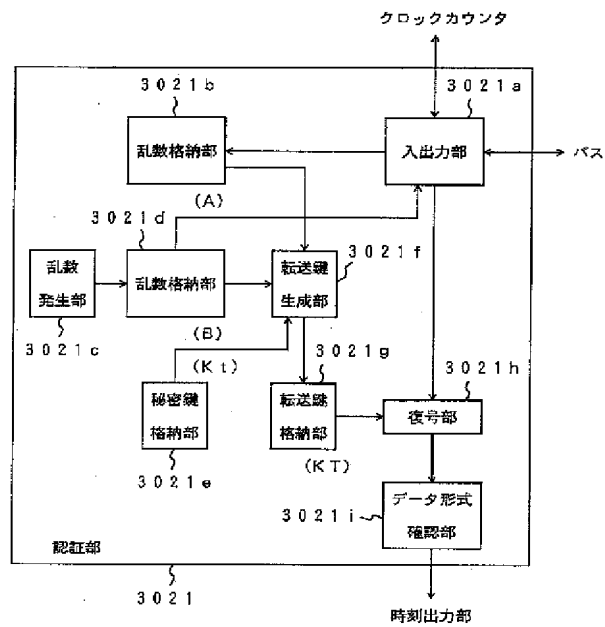 クロックカウンタ
3021b
3021a
乱数格納部
入出力部
バス
(A)
3021d
3021f
乱数
発生部
乱数格納部
転送鍵
生成部
3021c
(B)
(Kt)
3021g
3021h
秘密鍵
格納部
転送鍵
格納部
復号部
(KT)
3021e
3021i
データ形式
確認部
認証部
3021
時刻出力部